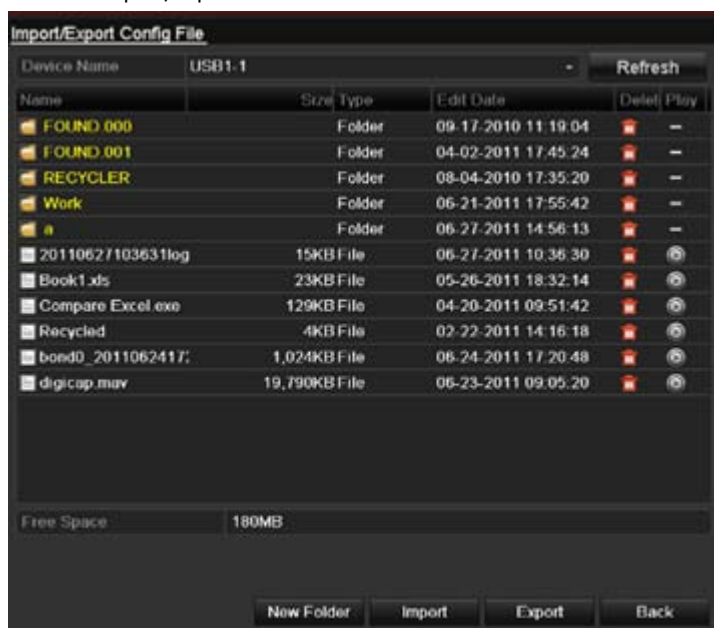 Import/Export Config File
Device Name USB1-1 Refresh
Name Size Type Edit Date Delet Play
FOUND.000 Folder 09-17-2010 11:19:04 –
FOUND.001 Folder 04-02-2011 17:45:24 –
RECYCLER Folder 08-04-2010 17:35:20 –
Work Folder 06-21-2011 17:55:42 –
a Folder 06-27-2011 14:56:13 –
20110627103631log 15KB File 06-27-2011 10:36:30
Book1.xls 23KB File 05-26-2011 18:32:14
Compare Excel.exe 129KB File 04-20-2011 09:51:42
Recycled 4KB File 02-22-2011 14:16:18
bond0_2011062417 1,024KB File 06-24-2011 17:20:48
digicap.mav 19,790KB File 06-23-2011 09:05:20
Free Space 180MB
New Folder Import Export Back